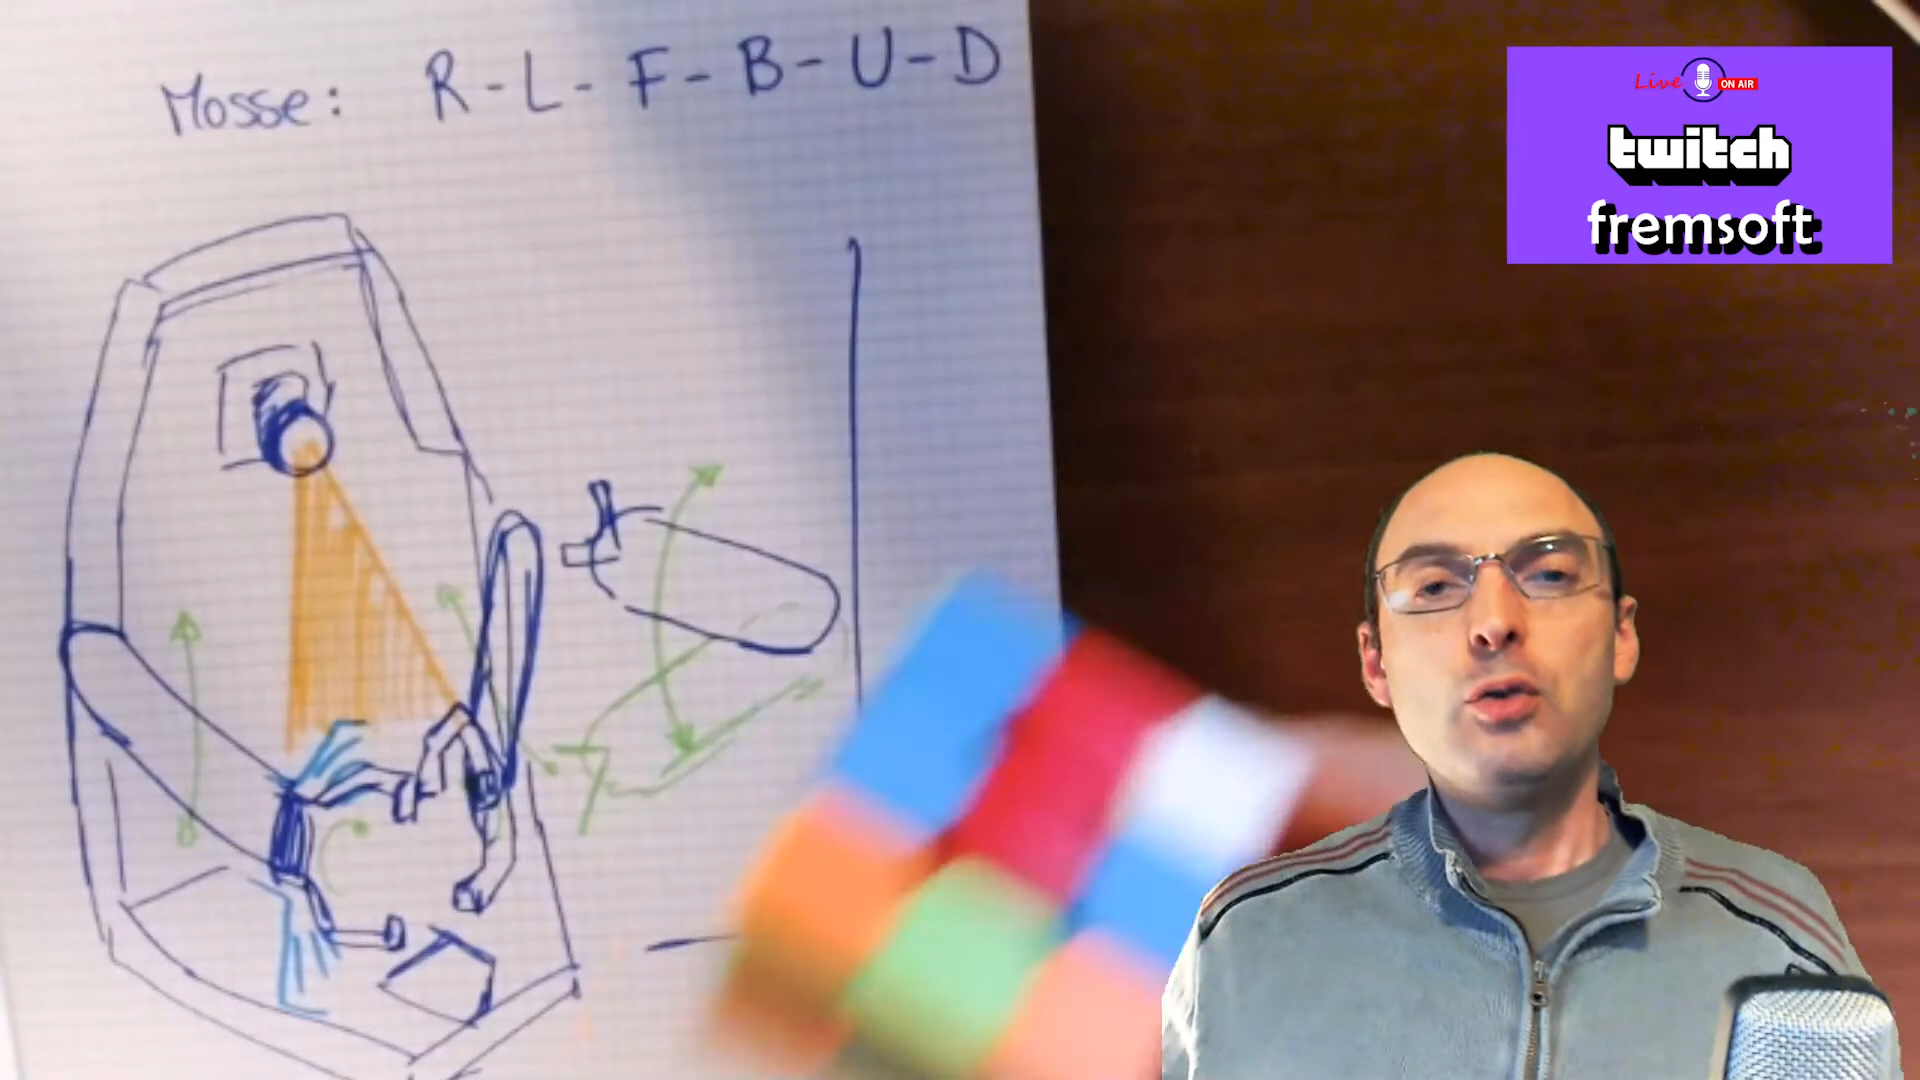 Mosse: R - L - F - B - U - D
Live ON AIR
twitch
fremsoft